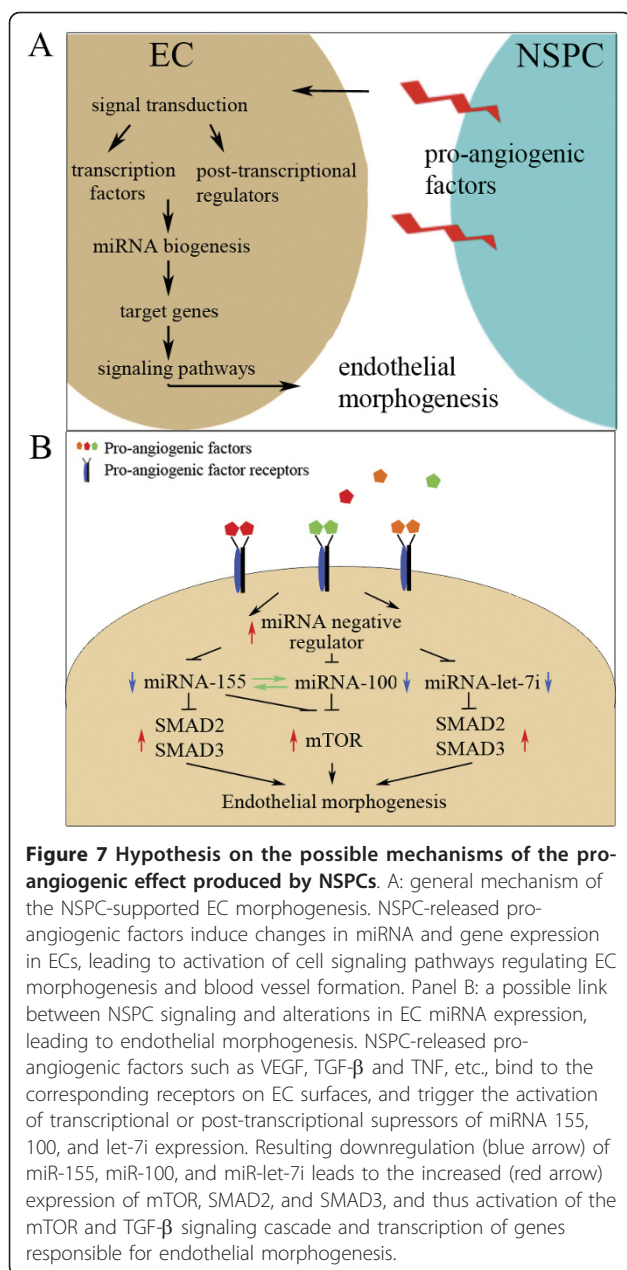 A
EC
NSPC
signal transduction
transcription factors
post-transcriptional regulators
miRNA biogenesis
target genes
signaling pathways
pro-angiogenic
factors
endothelial
morphogenesis
B
Pro-angiogenic factors
Pro-angiogenic factor receptors
miRNA negative
regulator
miRNA-155
miRNA-100
miRNA-let-7i
SMAD2
SMAD3
mTOR
SMAD2
SMAD3
Endothelial morphogenesis
Figure 7 Hypothesis on the possible mechanisms of the pro-
angiogenic effect produced by NSPCs. A: general mechanism of
the NSPC-supported EC morphogenesis. NSPC-released pro-
angiogenic factors induce changes in miRNA and gene expression
in ECs, leading to activation of cell signaling pathways regulating EC
morphogenesis and blood vessel formation. Panel B: a possible link
between NSPC signaling and alterations in EC miRNA expression,
leading to endothelial morphogenesis. NSPC-released pro-
angiogenic factors such as VEGF, TGF-β and TNF, etc., bind to the
corresponding receptors on EC surfaces, and trigger the activation
of transcriptional or post-transcriptional supressors of miRNA 155,
100, and let-7i expression. Resulting downregulation (blue arrow) of
miR-155, miR-100, and miR-let-7i leads to the increased (red arrow)
expression of mTOR, SMAD2, and SMAD3, and thus activation of the
mTOR and TGF-β signaling cascade and transcription of genes
responsible for endothelial morphogenesis.